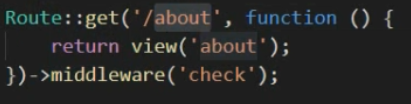 Route::get('/about', function () {
    return view('about');
})->middleware('check');